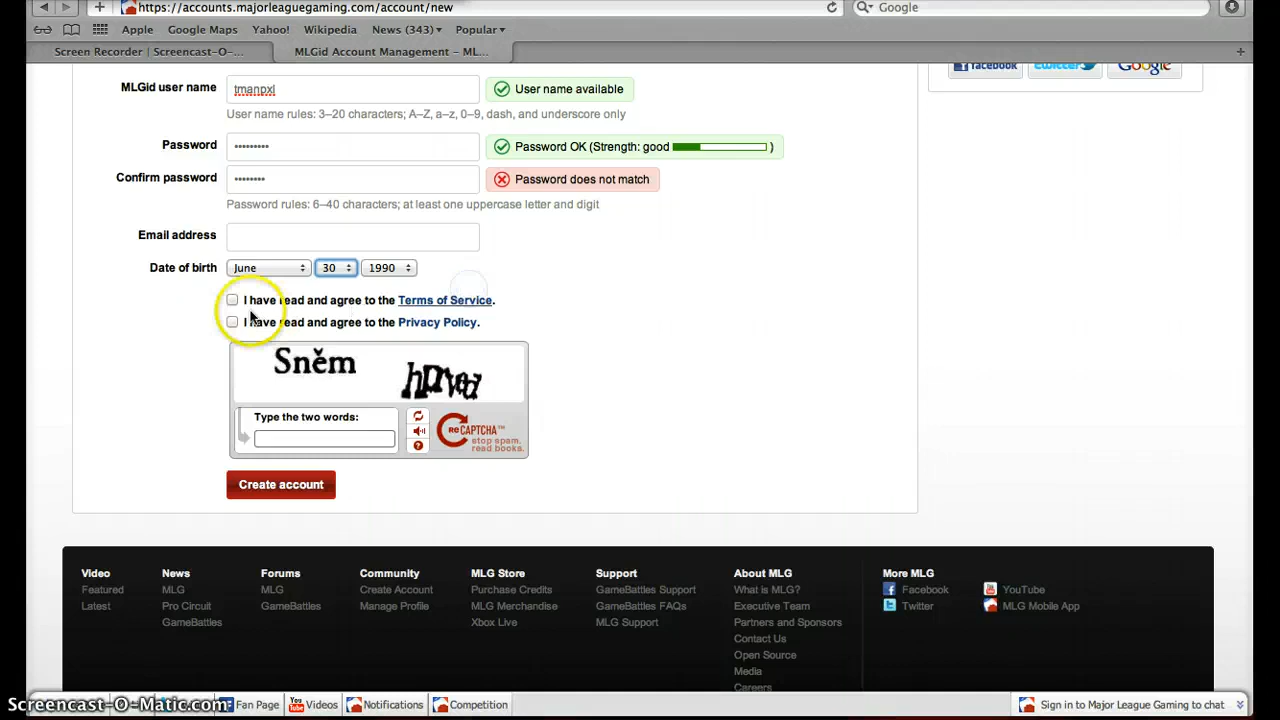 https://accounts.majorleaguegaming.com/account/new
Google
Apple Google Maps Yahoo! Wikipedia News (343) Popular
Screen Recorder | Screencast-O-... MLGid Account Management – ML...
facebook twitter Google
MLGid user name tmanpxl User name available
User name rules: 3–20 characters; A–Z, a–z, 0–9, dash, and underscore only
Password ••••••••• Password OK (Strength: good )
Confirm password •••••••• Password does not match
Password rules: 6–40 characters; at least one uppercase letter and digit
Email address
Date of birth June 30 1990
I have read and agree to the Terms of Service.
I have read and agree to the Privacy Policy.
Sněm
Type the two words:
reCAPTCHA™
stop spam.
read books.
Create account
Video News Forums Community MLG Store Support About MLG More MLG
Featured MLG MLG Create Account Purchase Credits GameBattles Support What is MLG? Facebook YouTube
Latest Pro Circuit GameBattles Manage Profile MLG Merchandise GameBattles FAQs Executive Team Twitter MLG Mobile App
GameBattles Xbox Live MLG Support Partners and Sponsors
Contact Us
Open Source
Media
Careers
Screencast-O-Matic.com Fan Page Videos Notifications Competition Sign in to Major League Gaming to chat